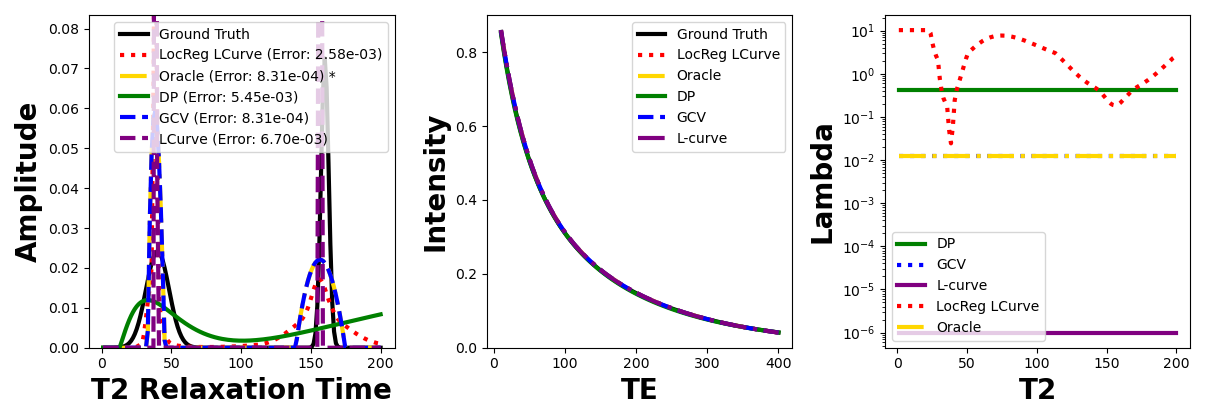 Amplitude
0.08
0.07
0.06
0.05
0.04
0.03
0.02
0.01
0.00
0
50
100
150
200
T2 Relaxation Time
Ground Truth
LocReg LCurve (Error: 2.58e-03)
Oracle (Error: 8.31e-04) *
DP (Error: 5.45e-03)
GCV (Error: 8.31e-04)
LCurve (Error: 6.70e-03)
Intensity
0.8
0.6
0.4
0.2
0.0
0
100
200
300
400
TE
Ground Truth
LocReg LCurve
Oracle
DP
GCV
L-curve
Lambda
10^1
10^0
10^-1
10^-2
10^-3
10^-4
10^-5
10^-6
0
50
100
150
200
T2
DP
GCV
L-curve
LocReg LCurve
Oracle